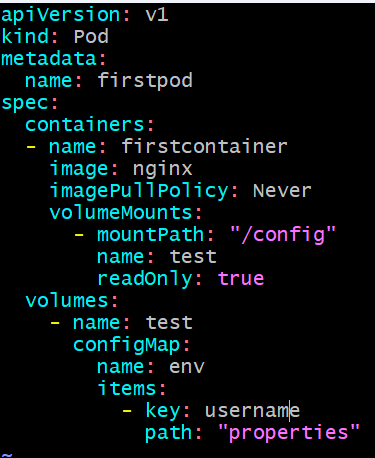 apiVersion: v1
kind: Pod
metadata:
  name: firstpod
spec:
  containers:
  - name: firstcontainer
    image: nginx
    imagePullPolicy: Never
    volumeMounts:
      - mountPath: "/config"
        name: test
        readOnly: true
  volumes:
    - name: test
      configMap:
        name: env
        items:
          - key: username
            path: "properties"
~